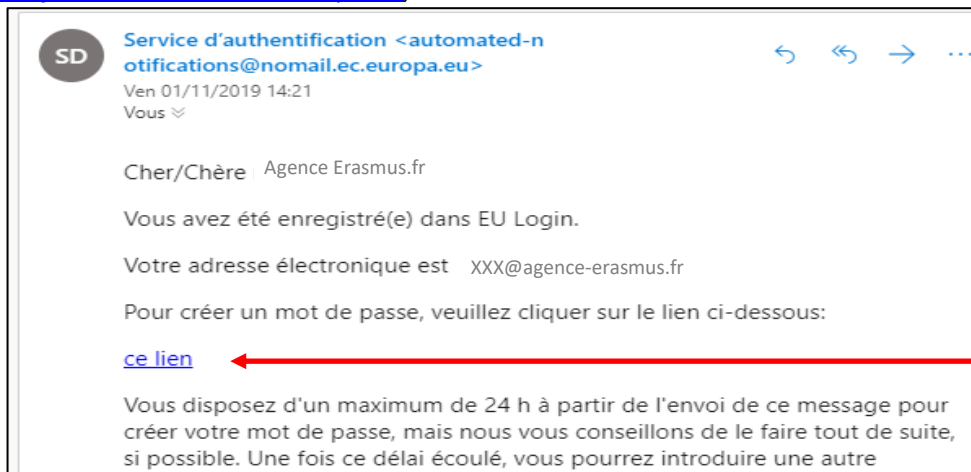 SD
Service d'authentification <automated-n
otifications@nomail.ec.europa.eu>
Ven 01/11/2019 14:21
Vous
Cher/Chère Agence Erasmus.fr
Vous avez été enregistré(e) dans EU Login.
Votre adresse électronique est XXX@agence-erasmus.fr
Pour créer un mot de passe, veuillez cliquer sur le lien ci-dessous:
ce lien
Vous disposez d'un maximum de 24 h à partir de l'envoi de ce message pour
créer votre mot de passe, mais nous vous conseillons de le faire tout de suite,
si possible. Une fois ce délai écoulé, vous pourrez introduire une autre